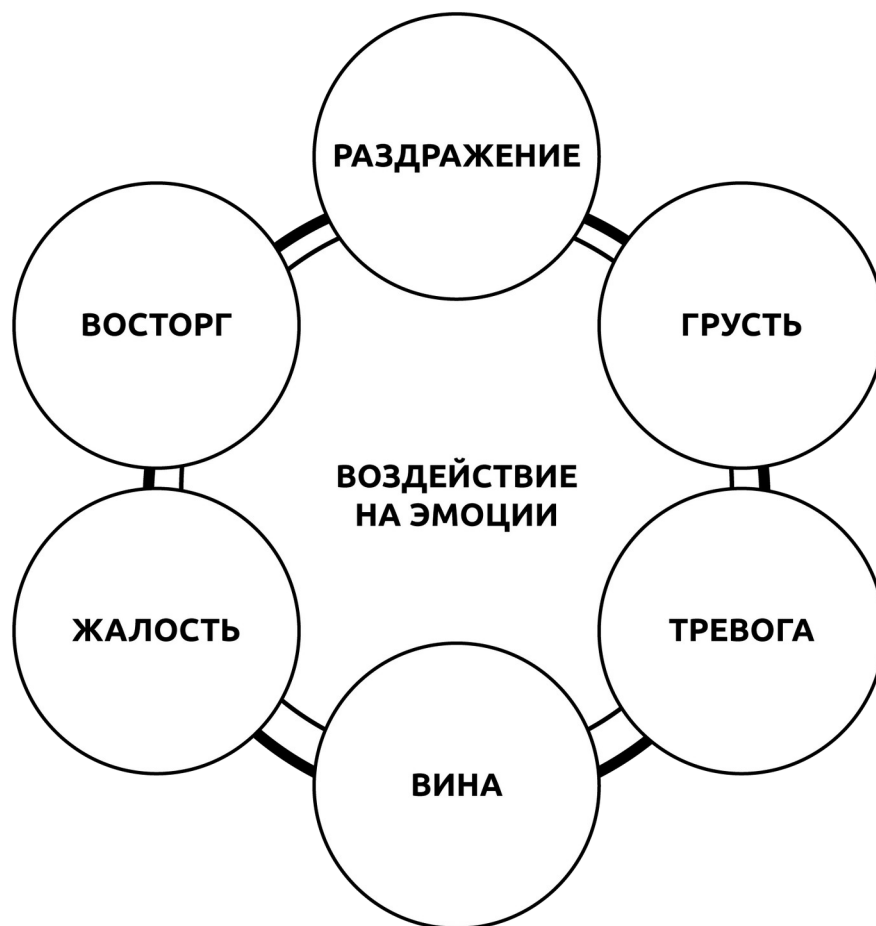 РАЗДРАЖЕНИЕ
ВОСТОРГ
ГРУСТЬ
ВОЗДЕЙСТВИЕ
НА ЭМОЦИИ
ЖАЛОСТЬ
ТРЕВОГА
ВИНА